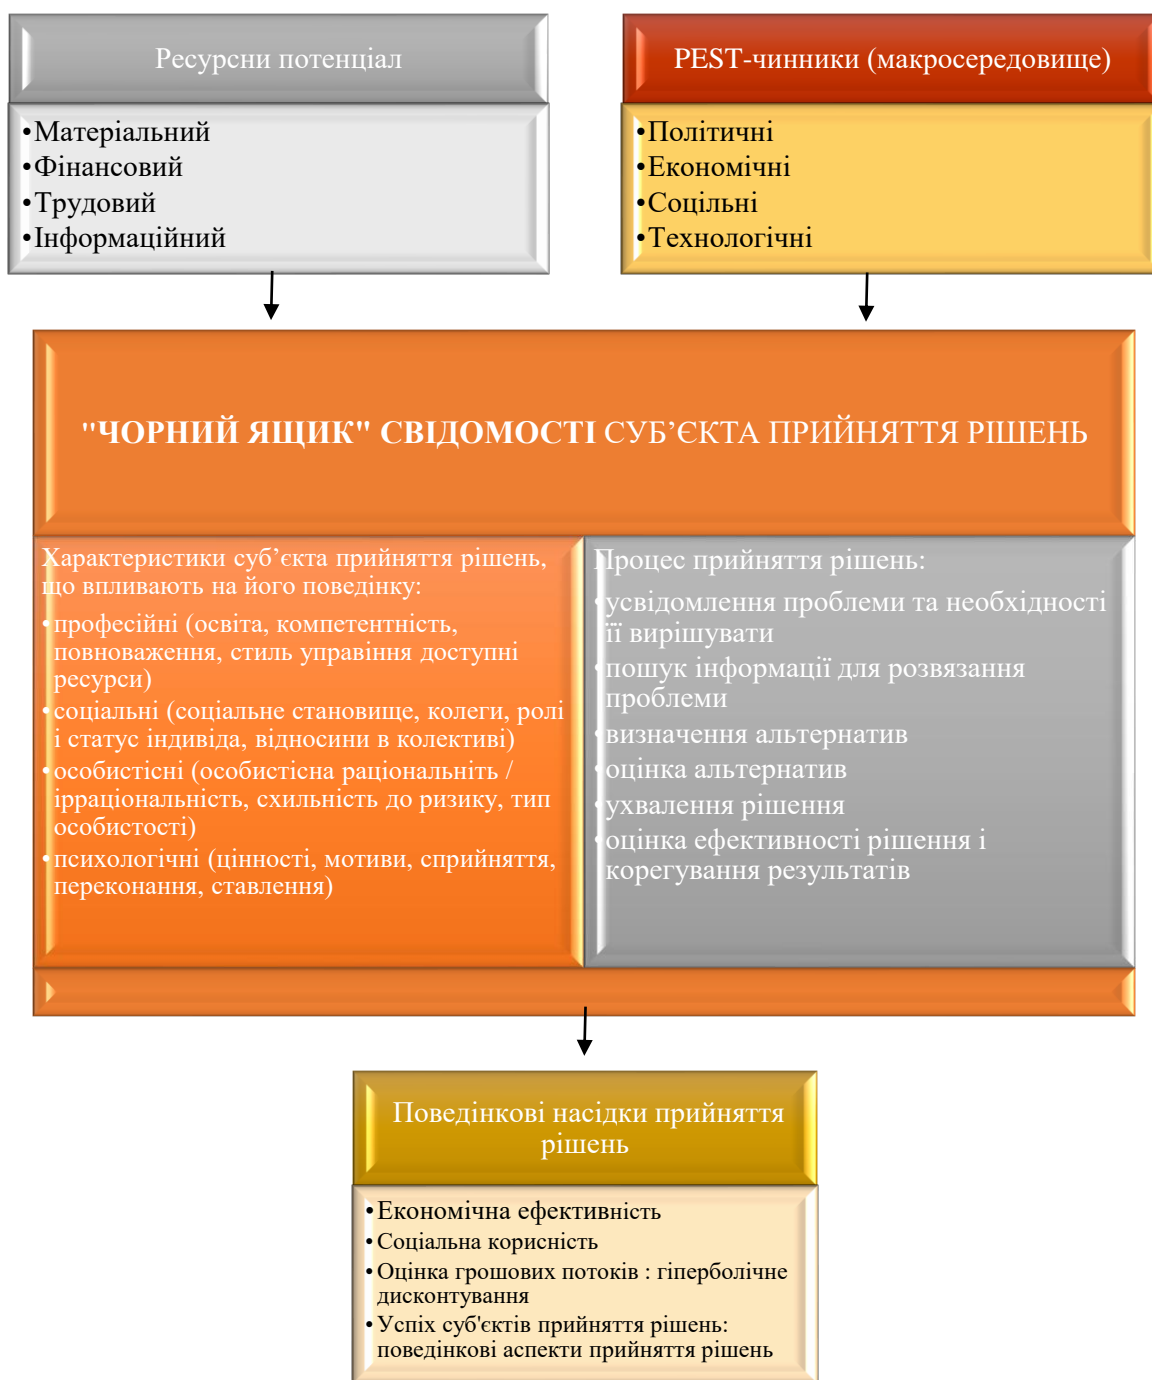 Ресурсни потенціал
•Матеріальний
•Фінансовий
•Трудовий
•Інформаційний
PEST-чинники (макросередовище)
•Політичні
•Економічні
•Соцільні
•Технологічні
"ЧОРНИЙ ЯЩИК" СВІДОМОСТІ СУБ’ЄКТА ПРИЙНЯТТЯ РІШЕНЬ
Характеристики суб’єкта прийняття рішень,
що впливають на його поведінку:
•професійні (освіта, компетентність,
повноваження, стиль управіння доступні
ресурси)
•соціальні (соціальне становище, колеги, ролі
і статус індивіда, відносини в колективі)
•особистісні (особистісна раціональніть /
ірраціональність, схильність до ризику, тип
особистості)
•психологічні (цінності, мотиви, сприйняття,
переконання, ставлення)
Процес прийняття рішень:
•усвідомлення проблеми та необхідності
її вирішувати
•пошук інформації для розвязання
проблеми
•визначення альтернатив
•оцінка альтернатив
•ухвалення рішення
•оцінка ефективності рішення і
корегування результатів
Поведінкові насідки прийняття
рішень
•Економічна ефективність
•Соціальна корисність
•Оцінка грошових потоків : гіперболічне
дисконтування
•Успіх суб'єктів прийняття рішень:
поведінкові аспекти прийняття рішень